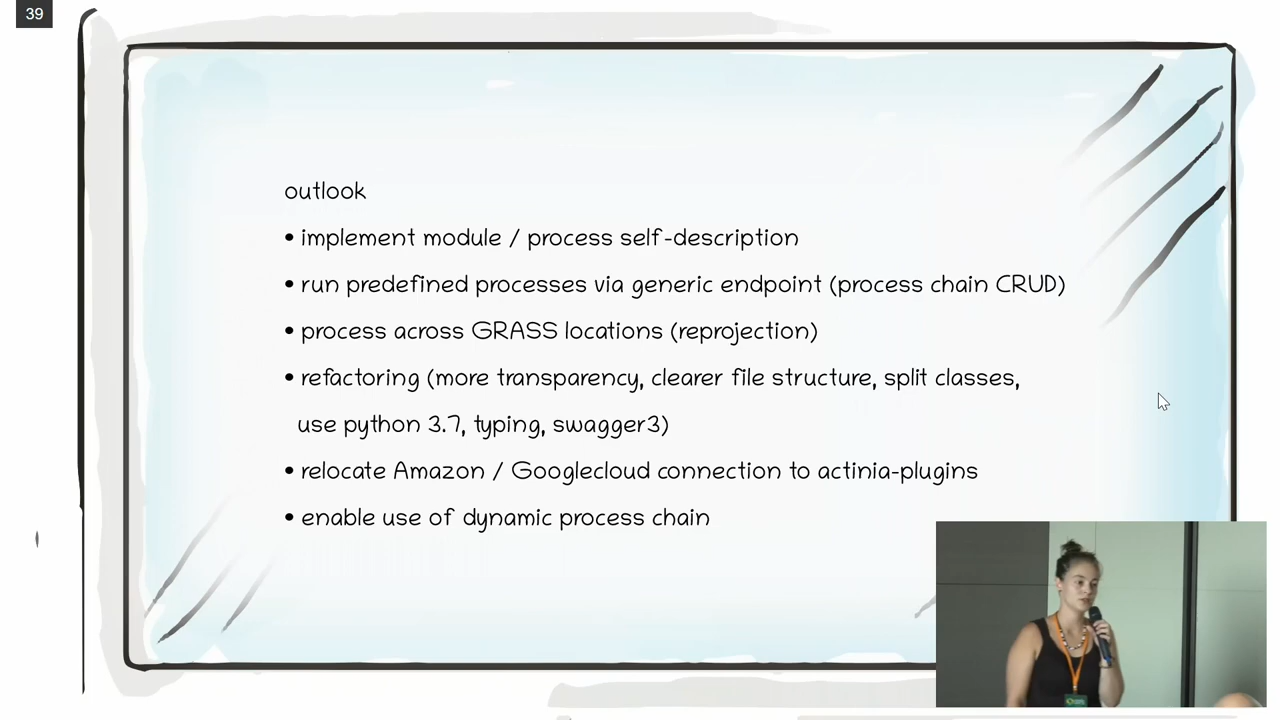 39
outlook
• implement module / process self-description
• run predefined processes via generic endpoint (process chain CRUD)
• process across GRASS locations (reprojection)
• refactoring (more transparency, clearer file structure, split classes,
use python 3.7, typing, swagger3)
• relocate Amazon / Googlecloud connection to actinia-plugins
• enable use of dynamic process chain